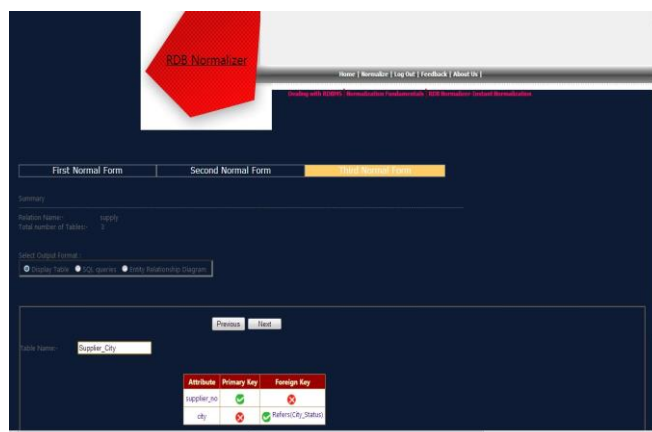 RDB Normalizer
Home | Normalize | Log Out | Feedback | About Us |
Dealing with RDBMS Normalization Fundamentals RDB Normalizer-Instant Normalization
First Normal Form Second Normal Form Third Normal Form
Summary
Relation Name:- supply
Total number of Tables:-
Select Output Format :
Display Table SQL queries Entity Relationship Diagram
Previous Next
Table Name:- Supplier_City
Attribute Primary Key Foreign Key
supplier_no
city Refers(City_Status)